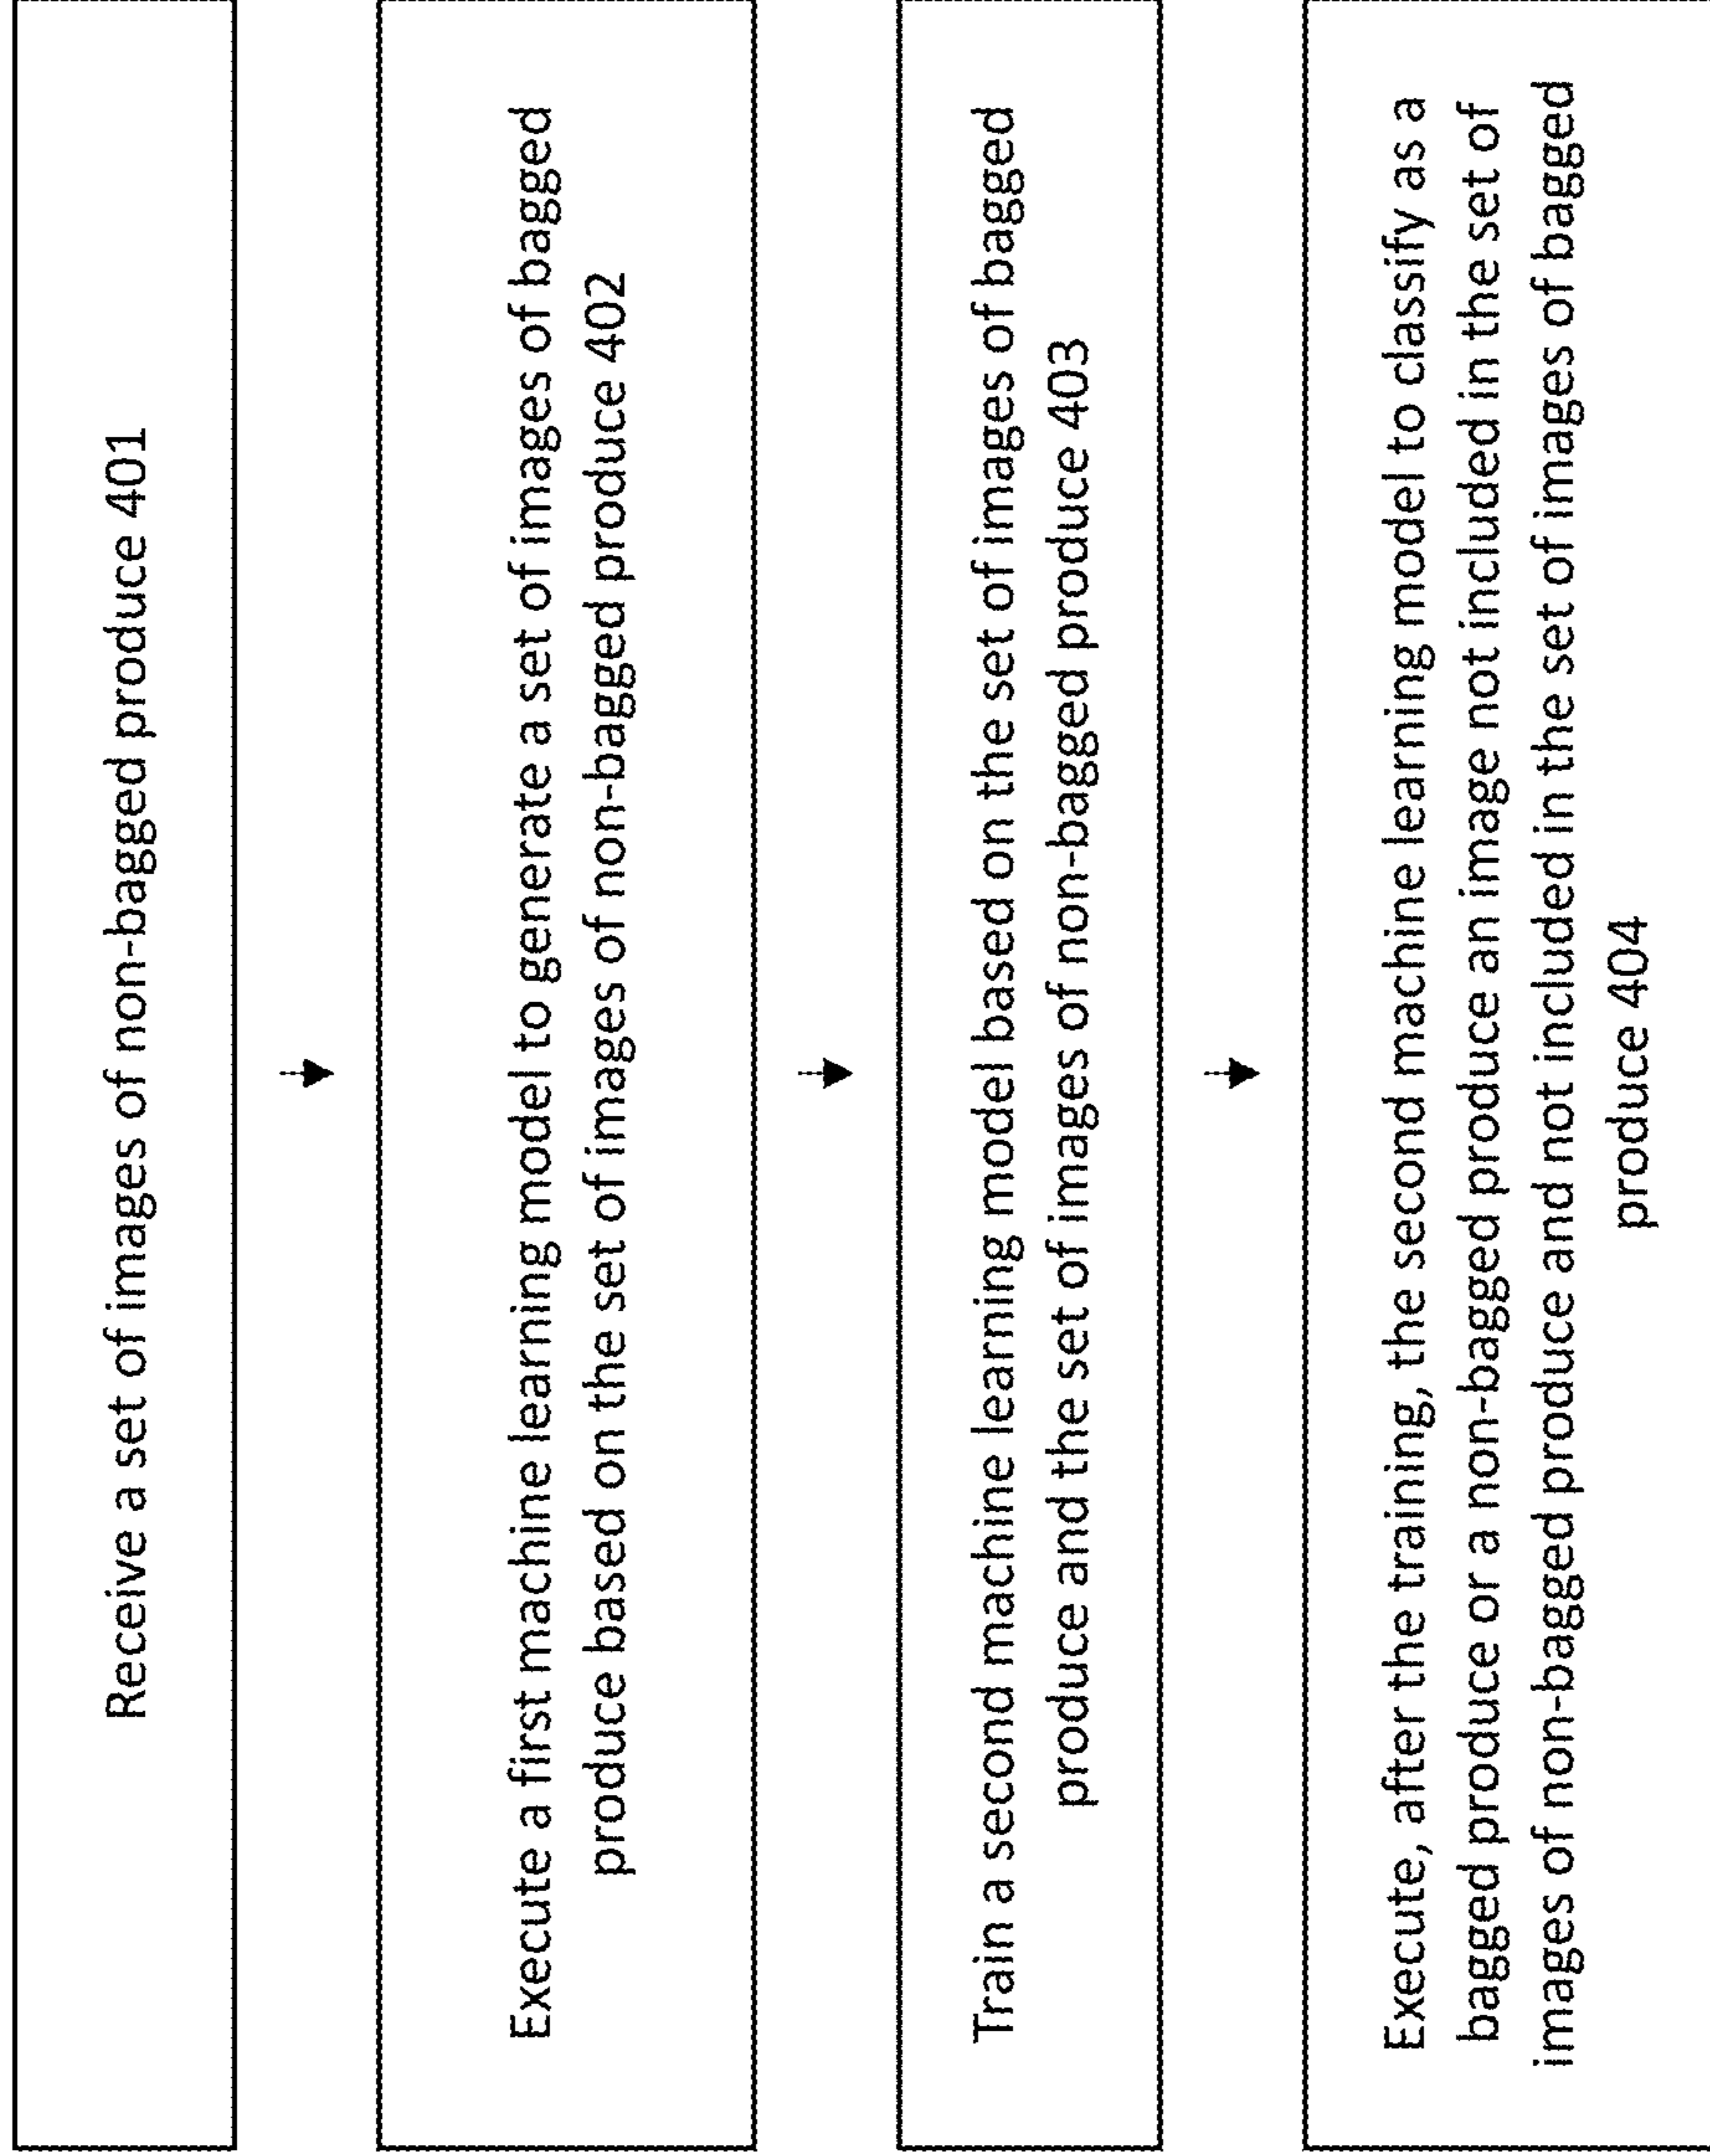 Receive a set of images of non-bagged produce 401
Execute a first machine learning model to generate a set of images of bagged
produce based on the set of images of non-bagged produce 402
Train a second machine learning model based on the set of images of bagged
produce and the set of images of non-bagged produce 403
Execute, after the training, the second machine learning model to classify as a
bagged produce or a non-bagged produce an image not included in the set of
images of non-bagged produce and not included in the set of images of bagged
produce 404